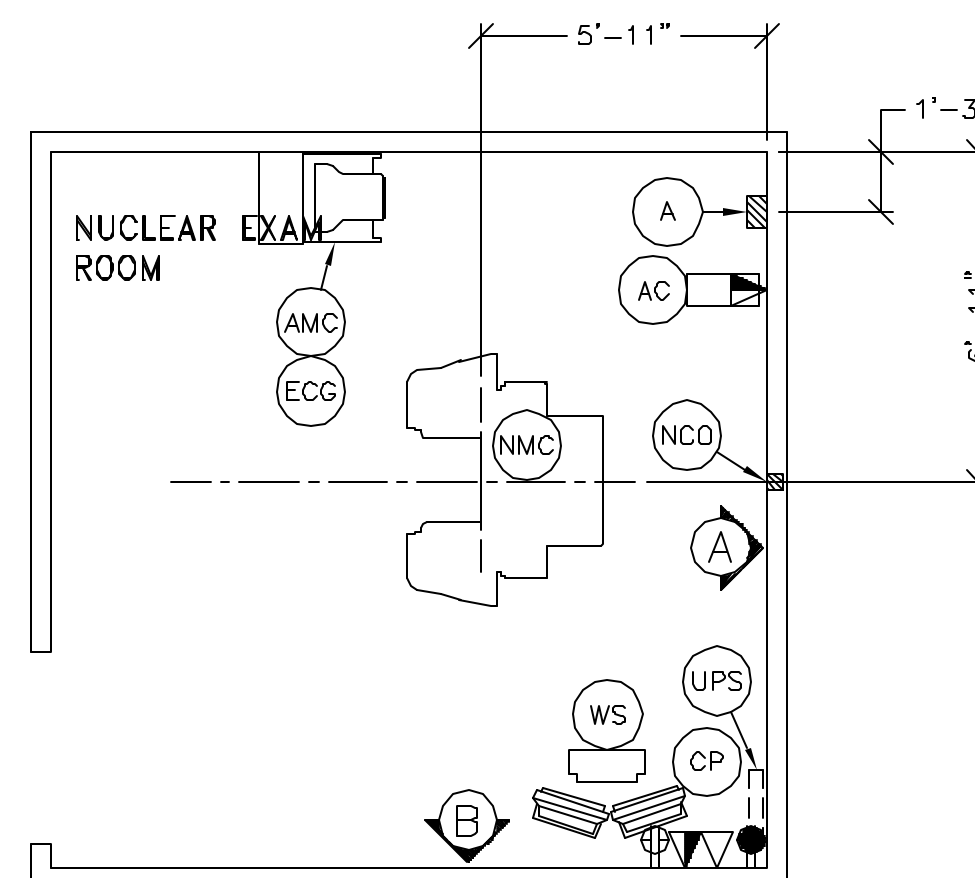 5'-11"
1'-3
A
NUCLEAR EXAM
ROOM
AC
AMC
ECG
NCO
NMC
A
UPS
WS
CP
B